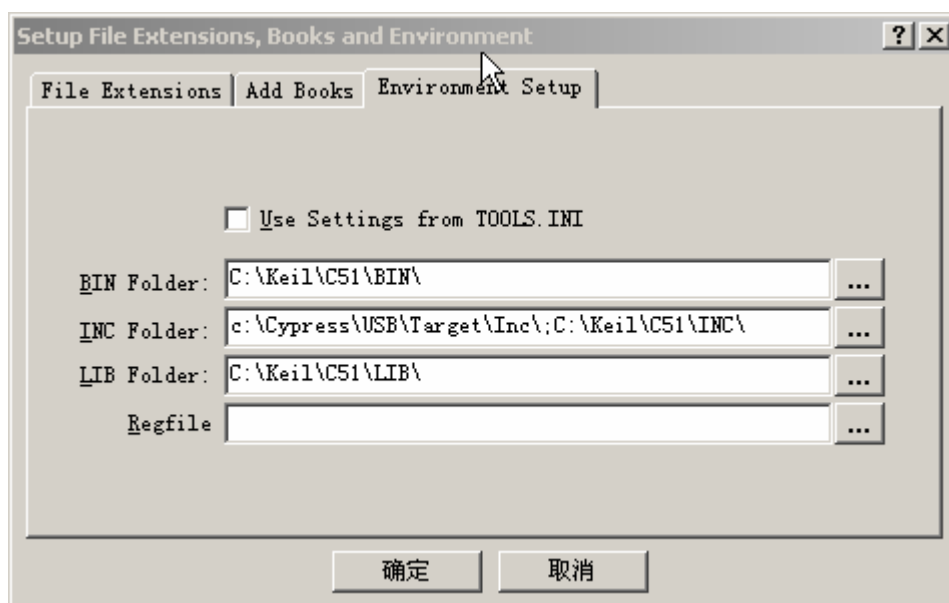 Setup File Extensions, Books and Environment
File Extensions Add Books Environment Setup
Use Settings from TOOLS.INI
BIN Folder: C:\Keil\C51\BIN\ ...
INC Folder: c:\Cypress\USB\Target\Inc\;C:\Keil\C51\INC\ ...
LIB Folder: C:\Keil\C51\LIB\ ...
Regfile ...
确定 取消